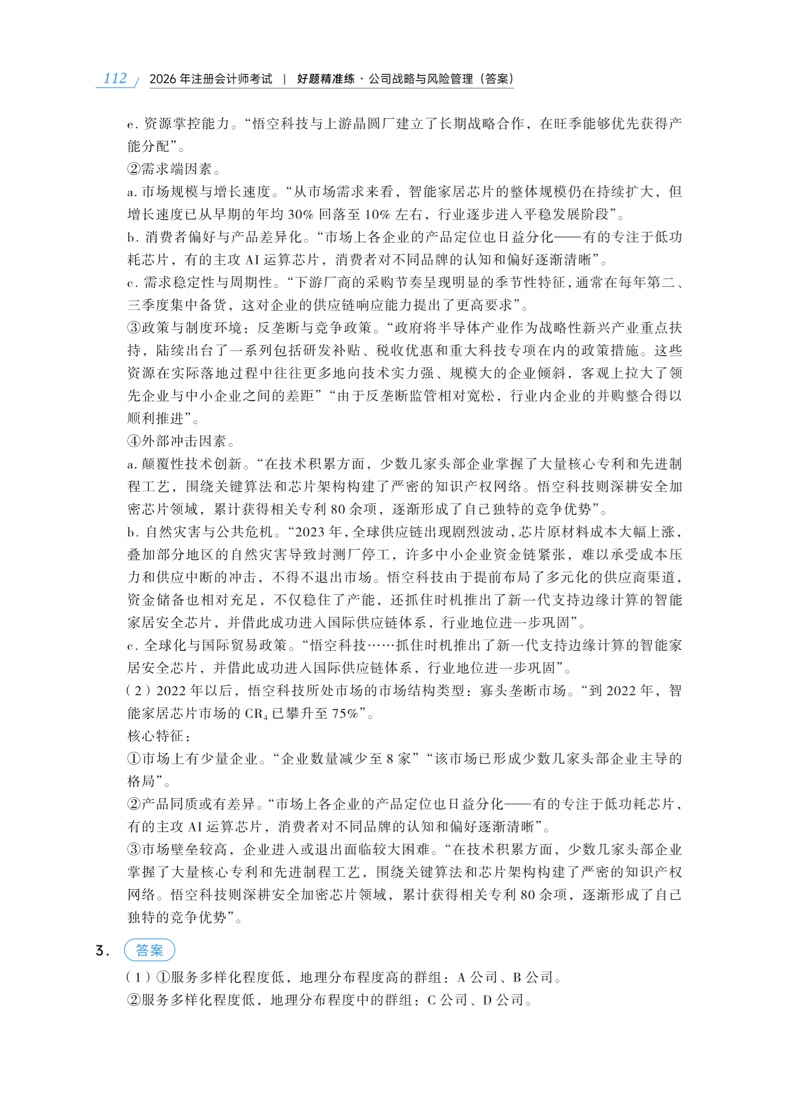 112 2026 年注册会计师考试 | 好题精准练·公司战略与风险管理（答案）
e. 资源掌控能力。“悟空科技与上游晶圆厂建立了长期战略合作，在旺季能够优先获得产
能分配”。
②需求端因素。
a. 市场规模与增长速度。“从市场需求来看，智能家居芯片的整体规模仍在持续扩大，但
增长速度已从早期的年均 30% 回落至 10% 左右，行业逐步进入平稳发展阶段”。
b. 消费者偏好与产品差异化。“市场上各企业的产品定位也日益分化——有的专注于低功
耗芯片，有的主攻 AI 运算芯片，消费者对不同品牌的认知和偏好逐渐清晰”。
c. 需求稳定性与周期性。“下游厂商的采购节奏呈现明显的季节性特征，通常在每年第二、
三季度集中备货，这对企业的供应链响应能力提出了更高要求”。
③政策与制度环境：反垄断与竞争政策。“政府将半导体产业作为战略性新兴产业重点扶
持，陆续出台了一系列包括研发补贴、税收优惠和重大科技专项在内的政策措施。这些
资源在实际落地过程中往往更多地向技术实力强、规模大的企业倾斜，客观上拉大了领
先企业与中小企业之间的差距”“由于反垄断监管相对宽松，行业内企业的并购整合得以
顺利推进”。
④外部冲击因素。
a. 颠覆性技术创新。“在技术积累方面，少数几家头部企业掌握了大量核心专利和先进制
程工艺，围绕关键算法和芯片架构构建了严密的知识产权网络。悟空科技则深耕安全加
密芯片领域，累计获得相关专利 80 余项，逐渐形成了自己独特的竞争优势”。
b. 自然灾害与公共危机。“2023 年，全球供应链出现剧烈波动，芯片原材料成本大幅上涨，
叠加部分地区的自然灾害导致封测厂停工，许多中小企业资金链紧张，难以承受成本压
力和供应中断的冲击，不得不退出市场。悟空科技由于提前布局了多元化的供应商渠道，
资金储备也相对充足，不仅稳住了产能，还抓住时机推出了新一代支持边缘计算的智能
家居安全芯片，并借此成功进入国际供应链体系，行业地位进一步巩固”。
c. 全球化与国际贸易政策。“悟空科技……抓住时机推出了新一代支持边缘计算的智能家
居安全芯片，并借此成功进入国际供应链体系，行业地位进一步巩固”。
（2）2022 年以后，悟空科技所处市场的市场结构类型：寡头垄断市场。“到 2022 年，智
能家居芯片市场的 CR₄ 已攀升至 75%”。
核心特征：
①市场上有少量企业。“企业数量减少至 8 家”“该市场已形成少数几家头部企业主导的
格局”。
②产品同质或有差异。“市场上各企业的产品定位也日益分化——有的专注于低功耗芯片，
有的主攻 AI 运算芯片，消费者对不同品牌的认知和偏好逐渐清晰”。
③市场壁垒较高，企业进入或退出面临较大困难。“在技术积累方面，少数几家头部企业
掌握了大量核心专利和先进制程工艺，围绕关键算法和芯片架构构建了严密的知识产权
网络。悟空科技则深耕安全加密芯片领域，累计获得相关专利 80 余项，逐渐形成了自己
独特的竞争优势”。
3. 答案
（1）①服务多样化程度低，地理分布程度高的群组：A 公司、B 公司。
②服务多样化程度低，地理分布程度中的群组：C 公司、D 公司。